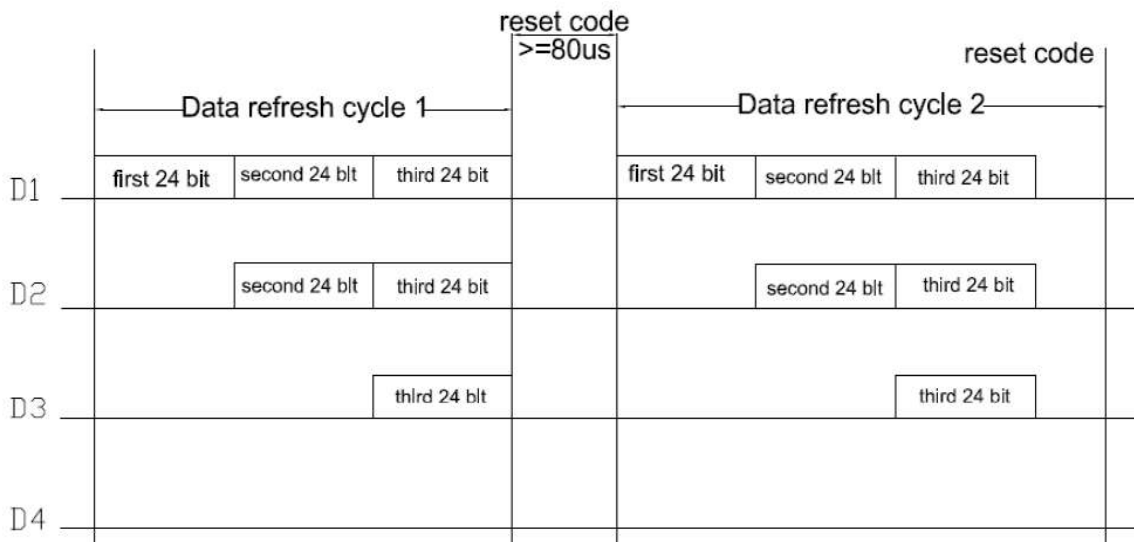 reset code
>=80us
reset code
Data refresh cycle 1
Data refresh cycle 2
D1
first 24 bit
second 24 blt
third 24 bit
first 24 bit
second 24 blt
third 24 bit
D2
second 24 blt
third 24 bit
second 24 blt
third 24 bit
D3
thlrd 24 blt
third 24 bit
D4